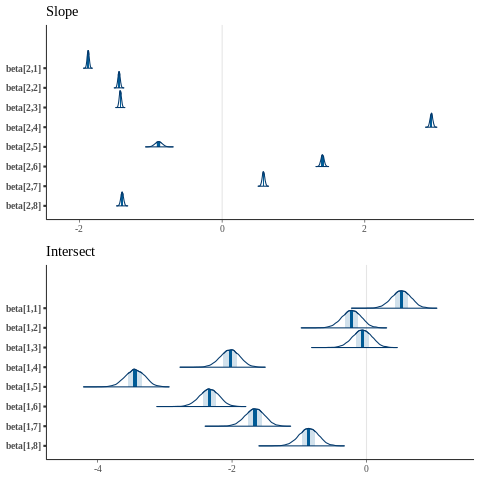 Slope
beta[2,1]
beta[2,2]
beta[2,3]
beta[2,4]
beta[2,5]
beta[2,6]
beta[2,7]
beta[2,8]
-2 0 2
Intersect
beta[1,1]
beta[1,2]
beta[1,3]
beta[1,4]
beta[1,5]
beta[1,6]
beta[1,7]
beta[1,8]
-4 -2 0